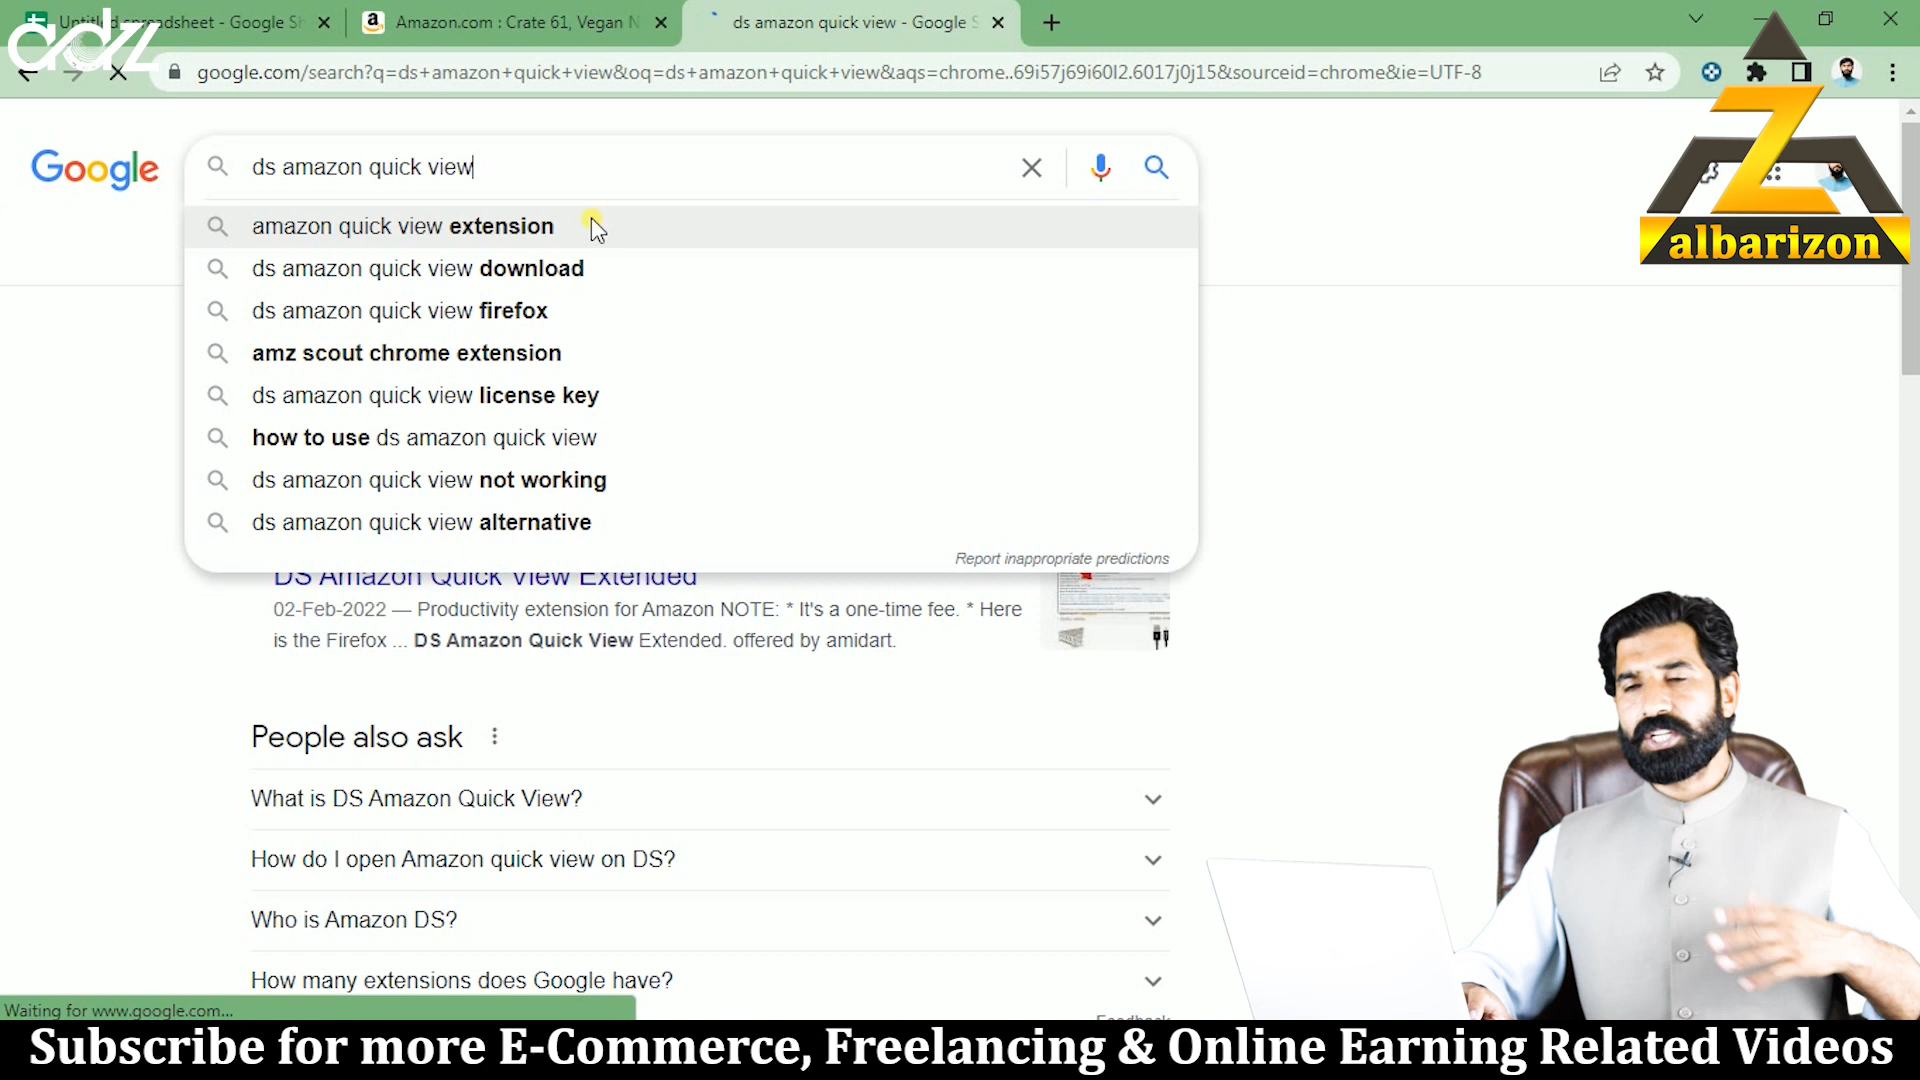 Untitled spreadsheet - Google Sh
Amazon.com : Crate 61, Vegan N
ds amazon quick view - Google S
adz
google.com/search?q=ds+amazon+quick+view&oq=ds+amazon+quick+view&aqs=chrome..69i57j69i60l2.6017j0j15&sourceid=chrome&ie=UTF-8
Google
ds amazon quick view
albarizon
amazon quick view extension
ds amazon quick view download
ds amazon quick view firefox
amz scout chrome extension
ds amazon quick view license key
how to use ds amazon quick view
ds amazon quick view not working
ds amazon quick view alternative
Report inappropriate predictions
DS Amazon Quick View Extended
02-Feb-2022 — Productivity extension for Amazon NOTE: * It's a one-time fee. * Here
is the Firefox ... DS Amazon Quick View Extended. offered by amidart.
People also ask
What is DS Amazon Quick View?
How do I open Amazon quick view on DS?
Who is Amazon DS?
How many extensions does Google have?
Waiting for www.google.com...
Feedback
Subscribe for more E-Commerce, Freelancing & Online Earning Related Videos